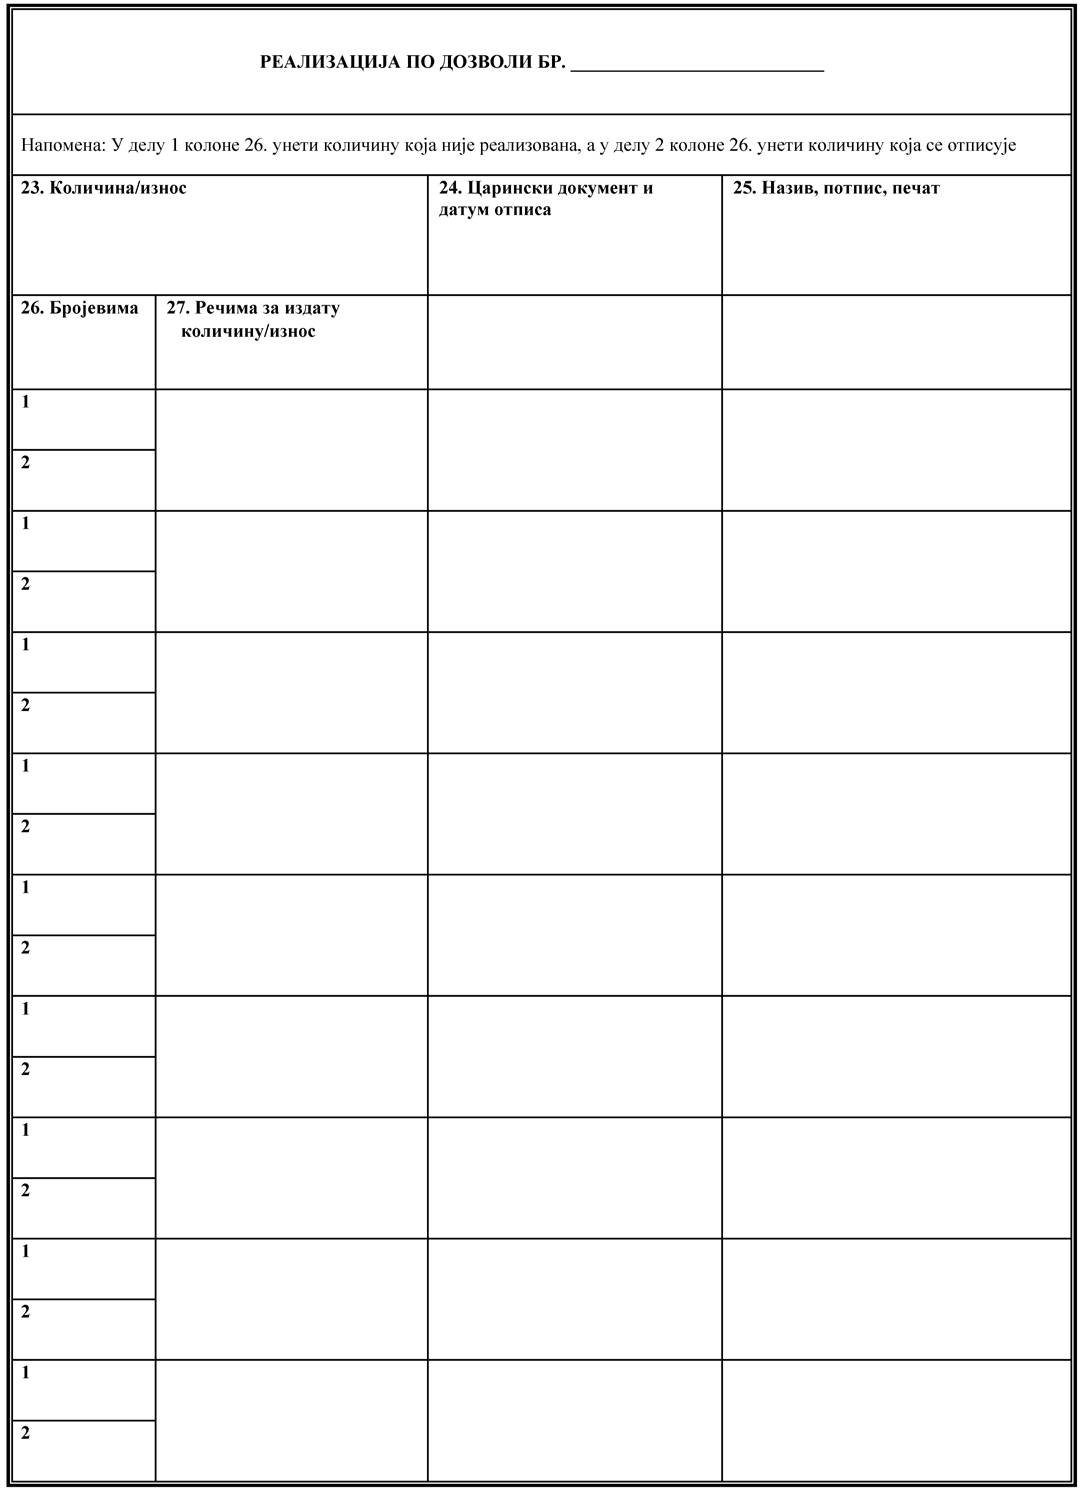 РЕАЛИЗАЦИЈА ПО ДОЗВОЛИ БР. ___________________________
Напомена: У делу 1 колоне 26. унети количину која није реализована, а у делу 2 колоне 26. унети количину која се отписује
23. Количина/износ
24. Царински документ и
датум отписа
25. Назив, потпис, печат
26. Бројевима
27. Речима за издату
количину/износ
1
2
1
2
1
2
1
2
1
2
1
2
1
2
1
2
1
2